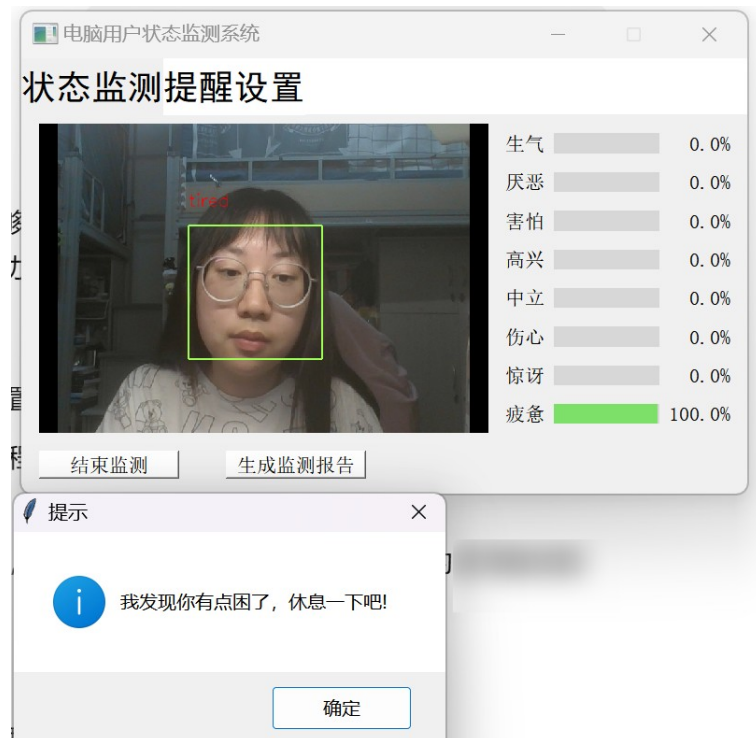 电脑用户状态监测系统
状态监测 提醒设置
tired
生气 0.0%
厌恶 0.0%
害怕 0.0%
高兴 0.0%
中立 0.0%
伤心 0.0%
惊讶 0.0%
疲惫 100.0%
结束监测 生成监测报告
提示
我发现你有点困了，休息一下吧!
确定